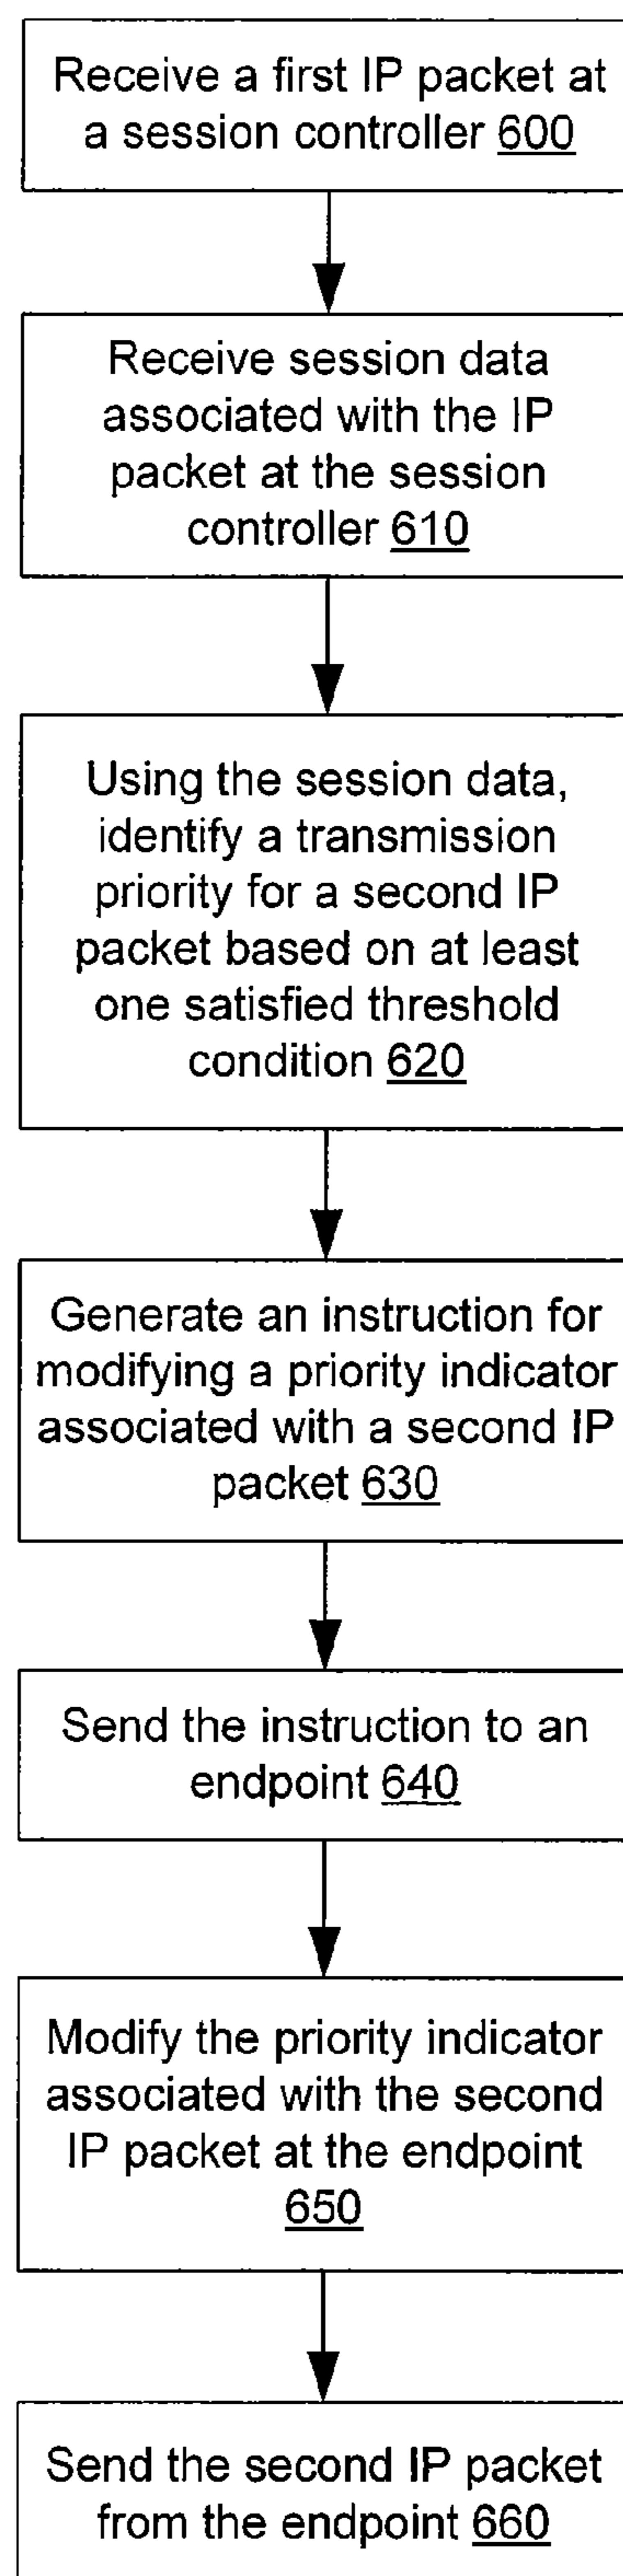 Receive a first IP packet at
a session controller 600
Receive session data
associated with the IP
packet at the session
controller 610
Using the session data,
identify a transmission
priority for a second IP
packet based on at least
one satisfied threshold
condition 620
Generate an instruction for
modifying a priority indicator
associated with a second IP
packet 630
Send the instruction to an
endpoint 640
Modify the priority indicator
associated with the second
IP packet at the endpoint
650
Send the second IP packet
from the endpoint 660